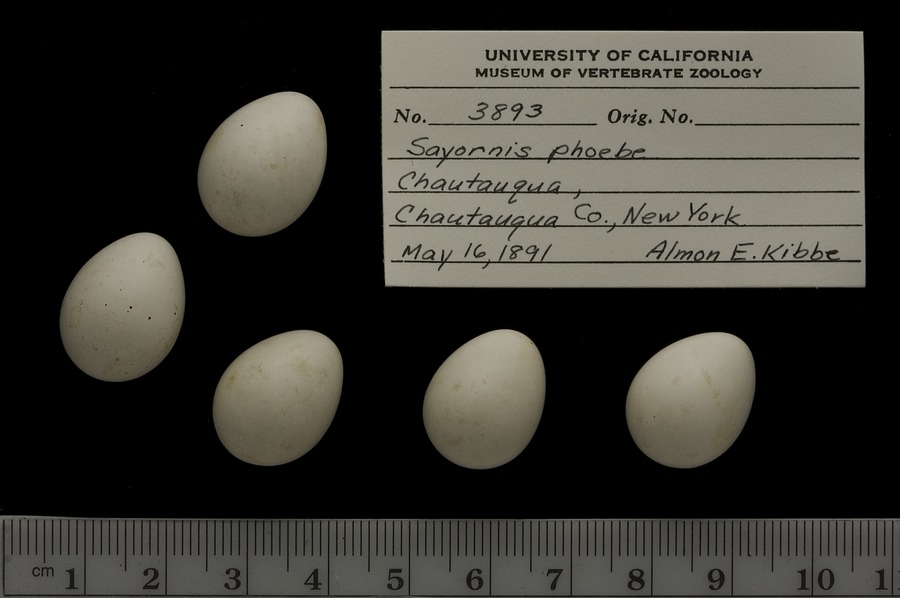 UNIVERSITY OF CALIFORNIA
MUSEUM OF VERTEBRATE ZOOLOGY
No. 3893 Orig. No.
Sayornis phoebe
Chautauqua,
Chautauqua Co., New York
May 16, 1891 Almon E. Kibbe
cm 1 2 3 4 5 6 7 8 9 10 1